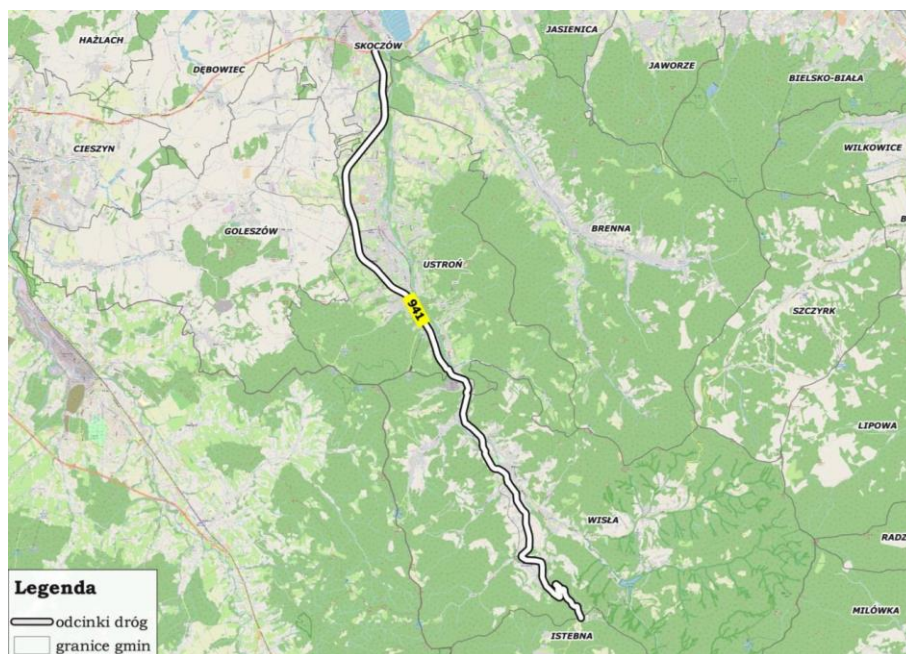 HAŻLACH
SKOCZÓW
JASIENICA
DĘBOWIEC
JAWORZE
BIELSKO-BIAŁA
CIESZYN
WILKOWICE
GOLESZÓW
BRENNA
B
USTROŃ
941
SZCZYRK
LIPOWA
WISŁA
RADZ
MILÓWKA
ISTEBNA
Legenda
odcinki dróg
granice gmin